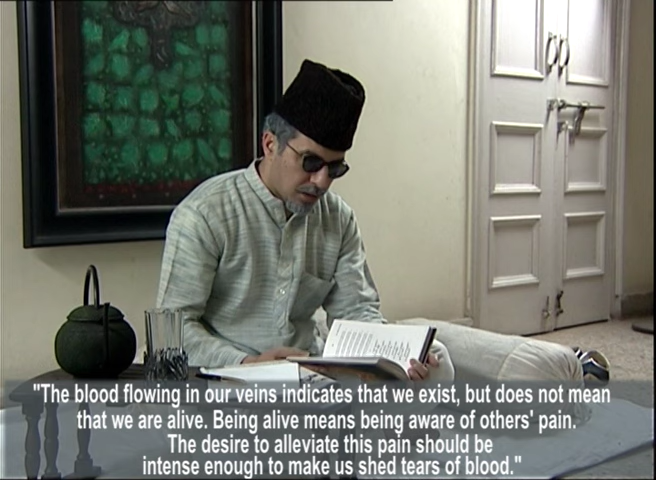 "The blood flowing in our veins indicates that we exist, but does not mean
that we are alive. Being alive means being aware of others' pain.
The desire to alleviate this pain should be
intense enough to make us shed tears of blood."